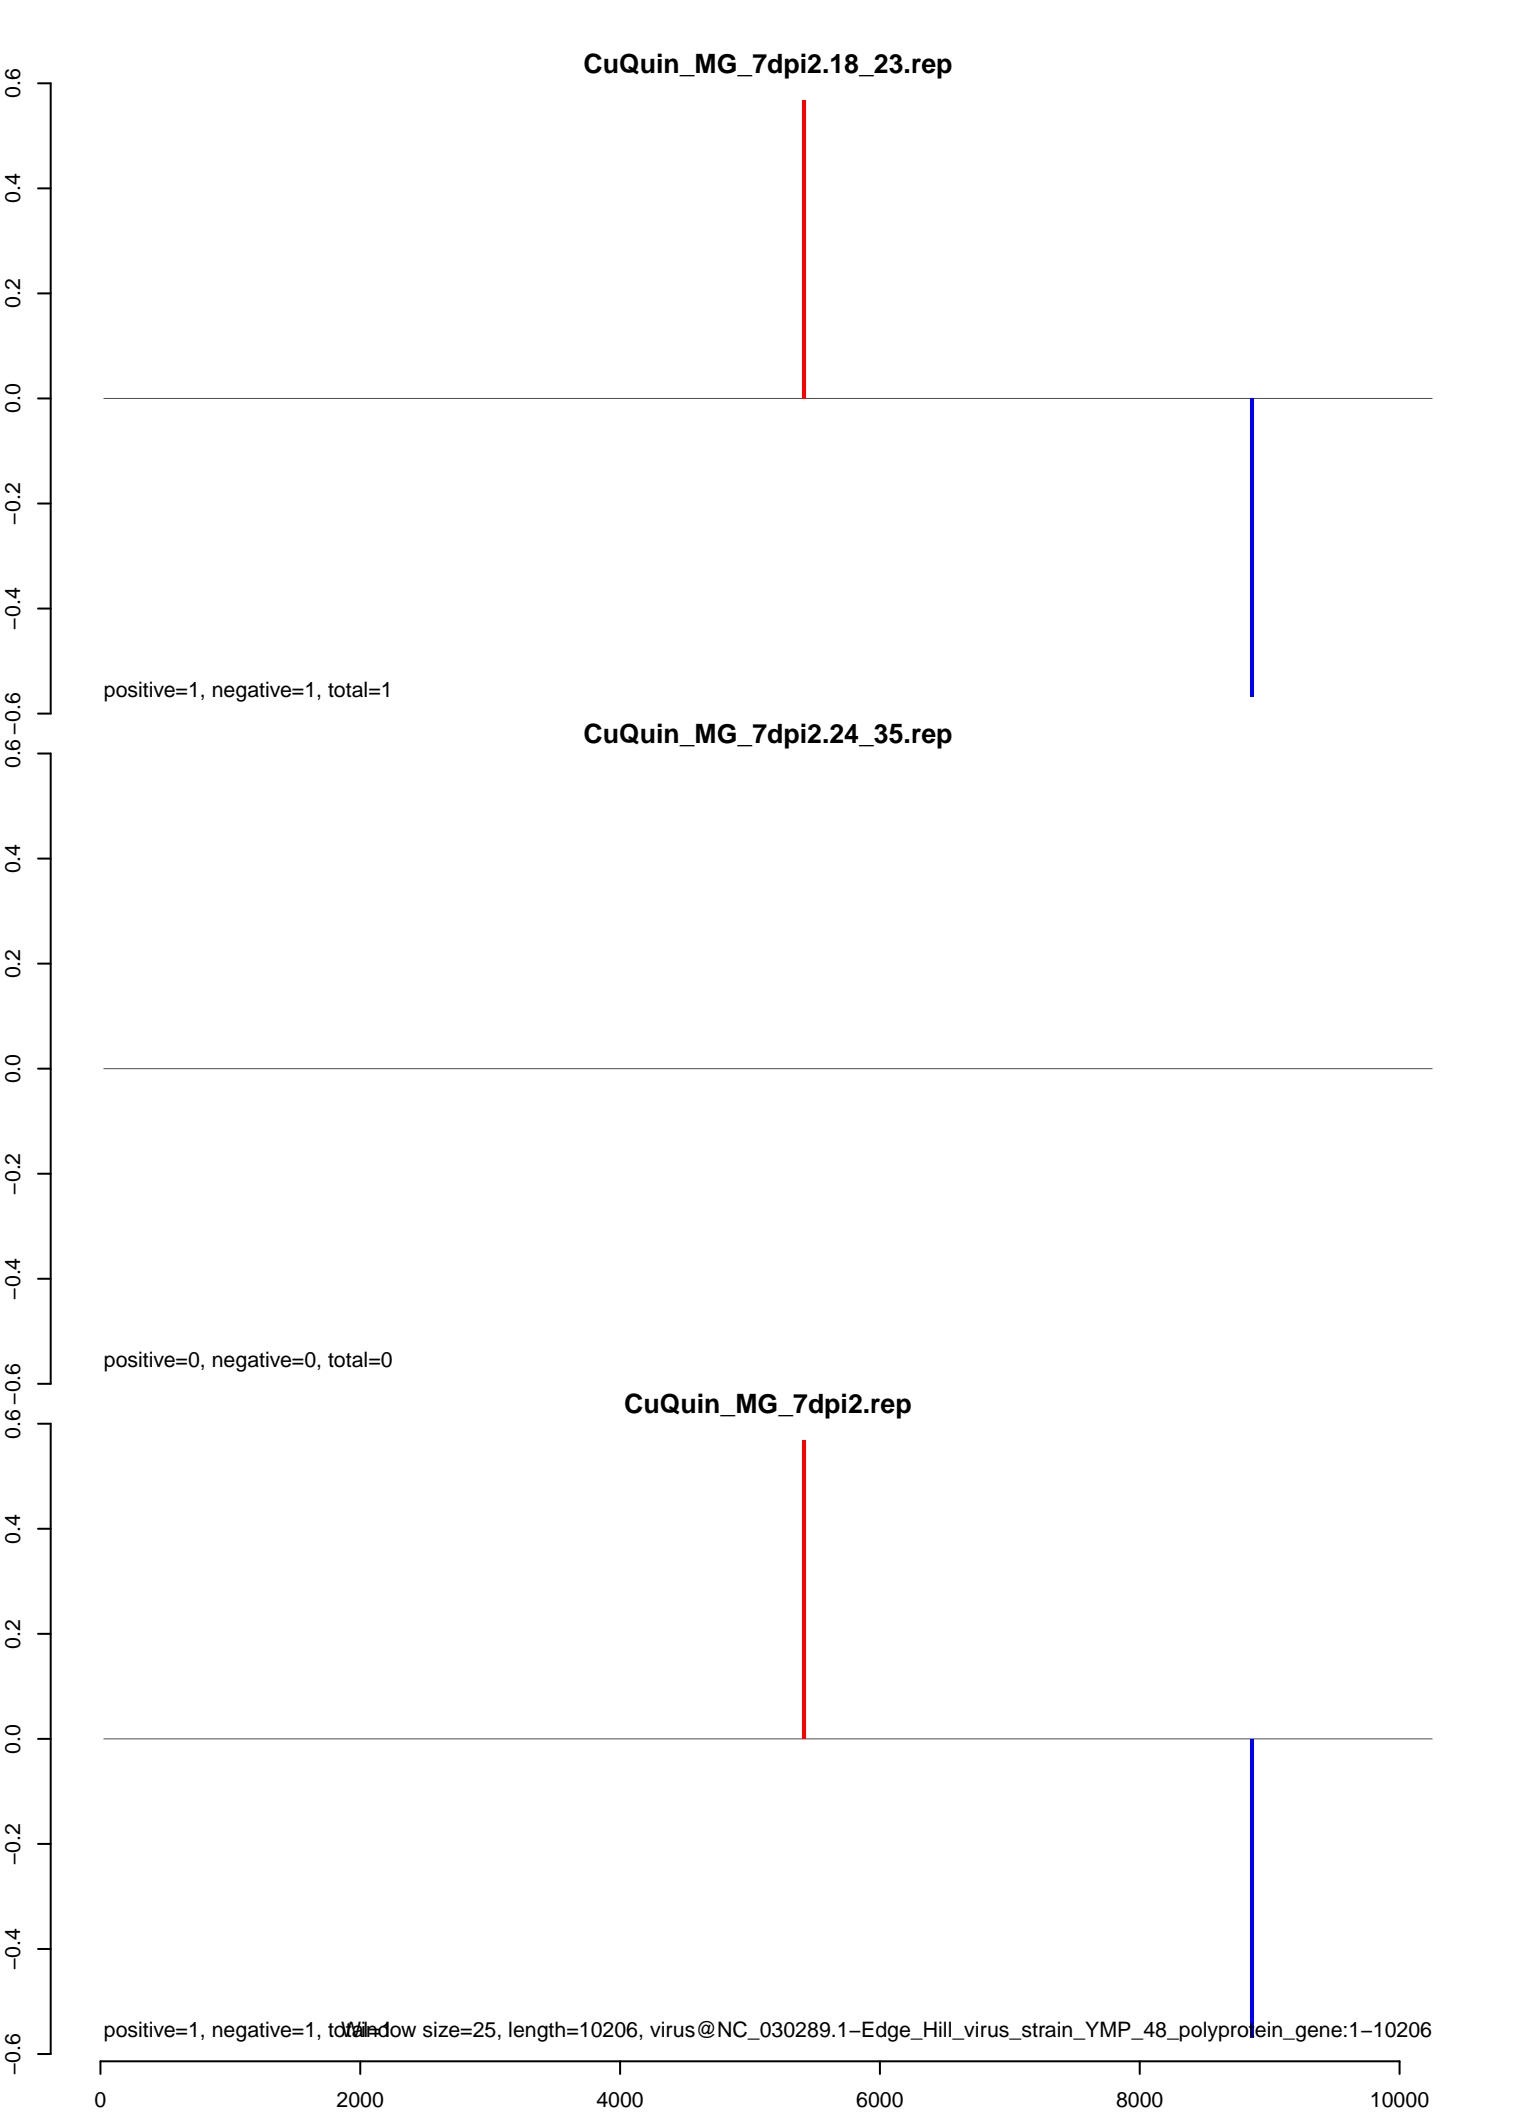 CuQuin_MG_7dpi2.18_23.rep
0.6
0.4
0.2
0.0
−0.2
−0.4
−0.6
positive=1, negative=1, total=1
CuQuin_MG_7dpi2.24_35.rep
0.6
0.4
0.2
0.0
−0.2
−0.4
−0.6
positive=0, negative=0, total=0
CuQuin_MG_7dpi2.rep
0.6
0.4
0.2
0.0
−0.2
−0.4
−0.6
positive=1, negative=1, total=1
Window size=25, length=10206, virus@NC_030289.1−Edge_Hill_virus_strain_YMP_48_polyprotein_gene:1−10206
0 2000 4000 6000 8000 10000